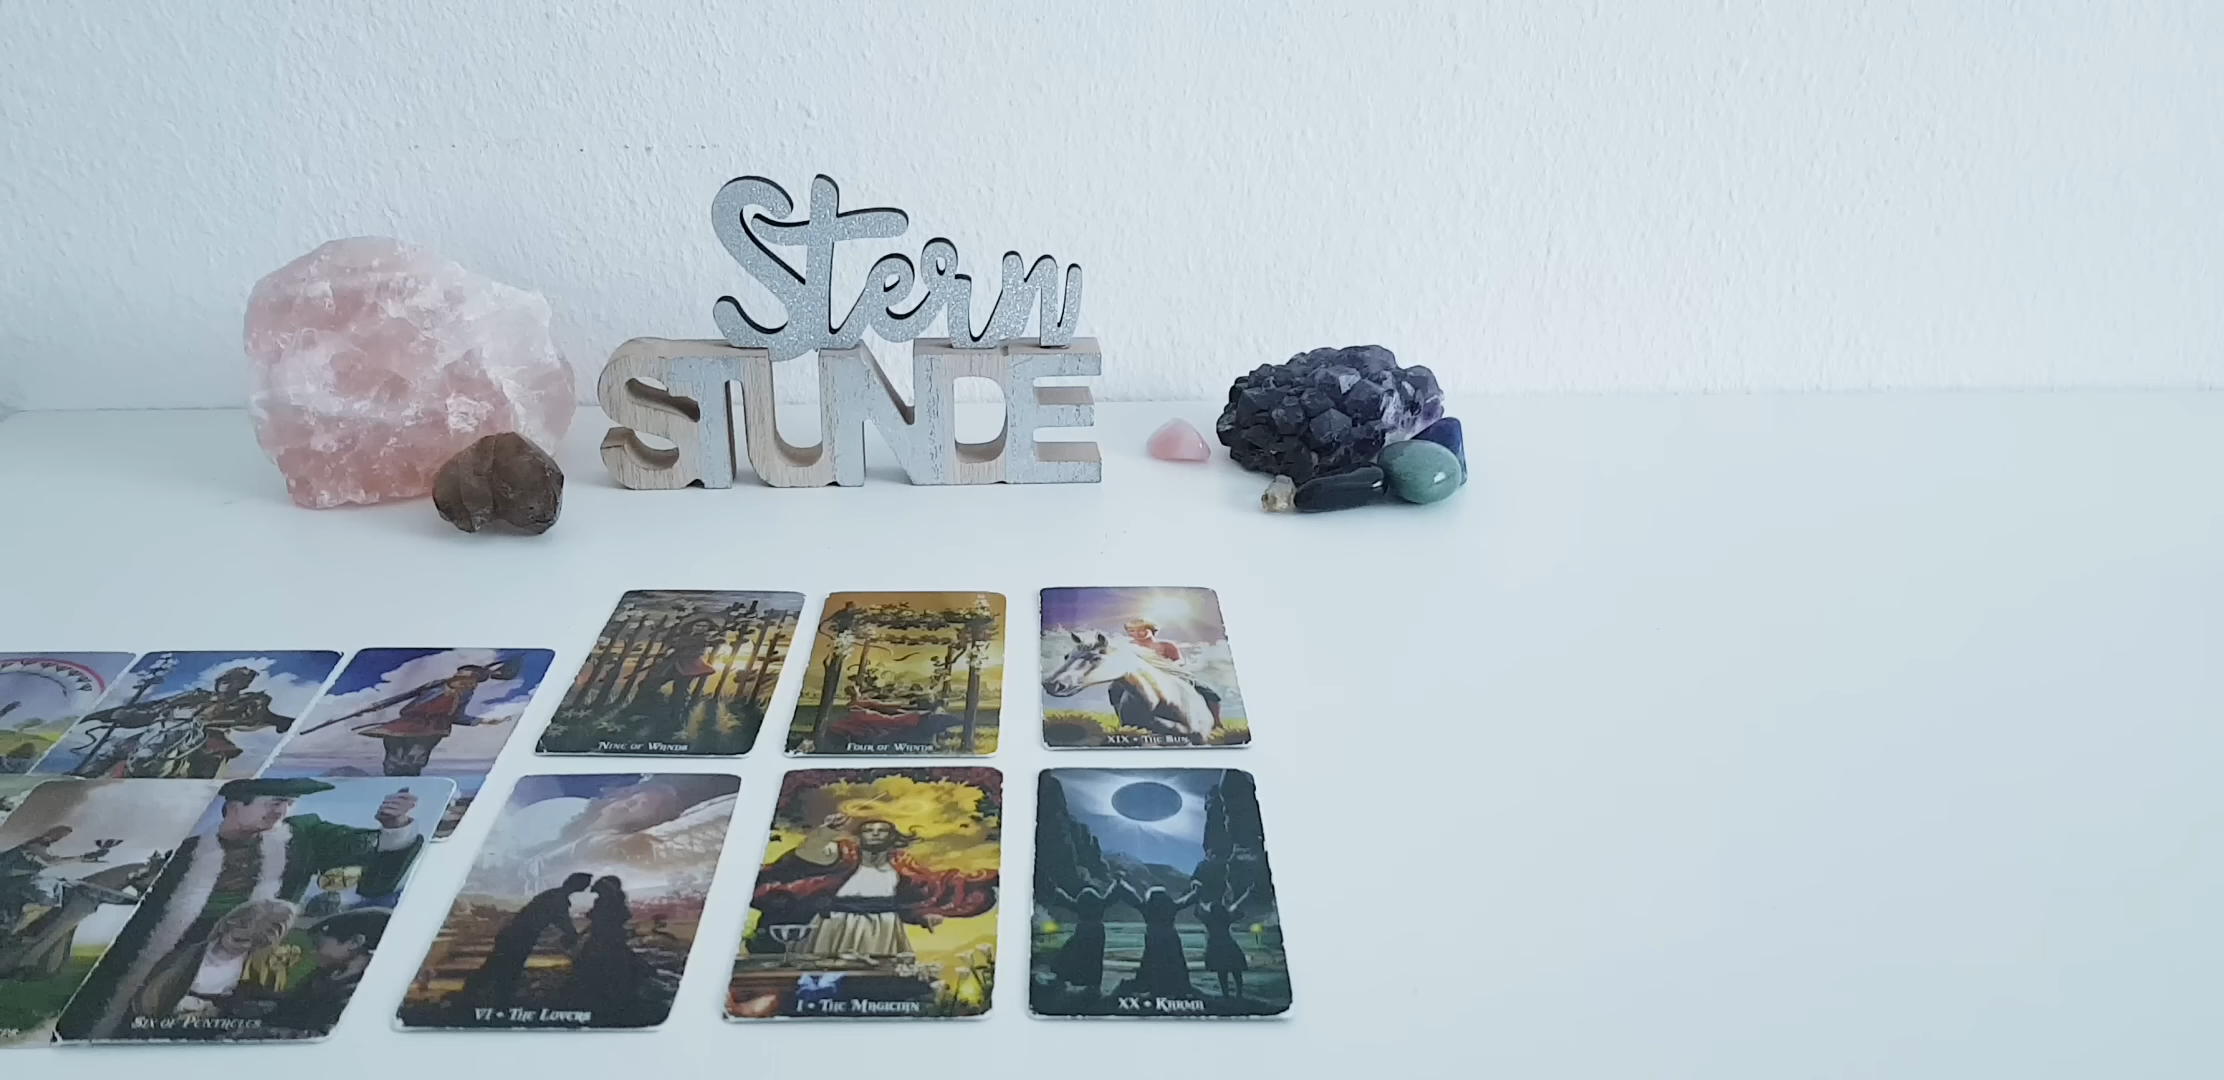 Stern
STUNDE
NINE OF WANDS
FOUR OF WANDS
XIX • THE SUN
SIX OF PENTACLES
VI • THE LOVERS
I • THE MAGICIAN
XX • KARMA